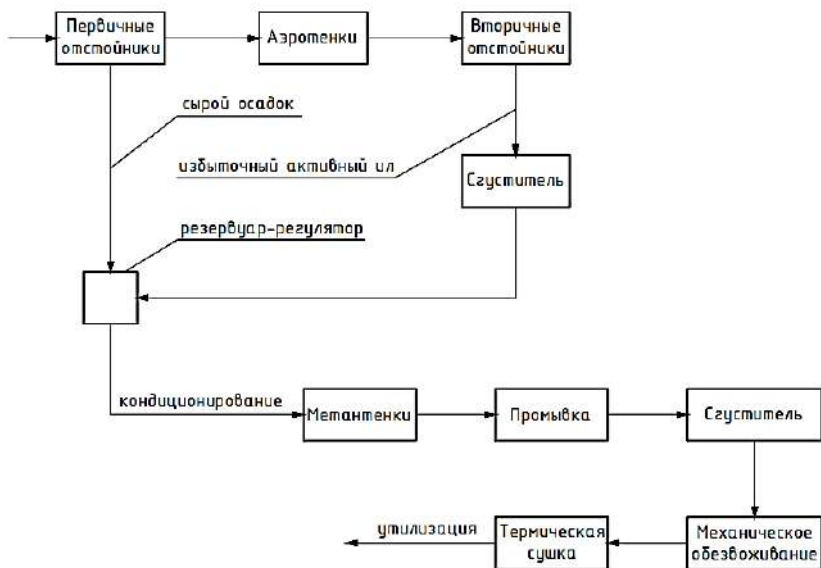 Первичные
отстойники
Аэротенки
Вторичные
отстойники
сырой осадок
избыточный активный ил
Сгуститель
резервуар-регулятор
кондиционирование
Метантенки
Промывка
Сгуститель
утилизация
Термическая
сушка
Механическое
обезвоживание